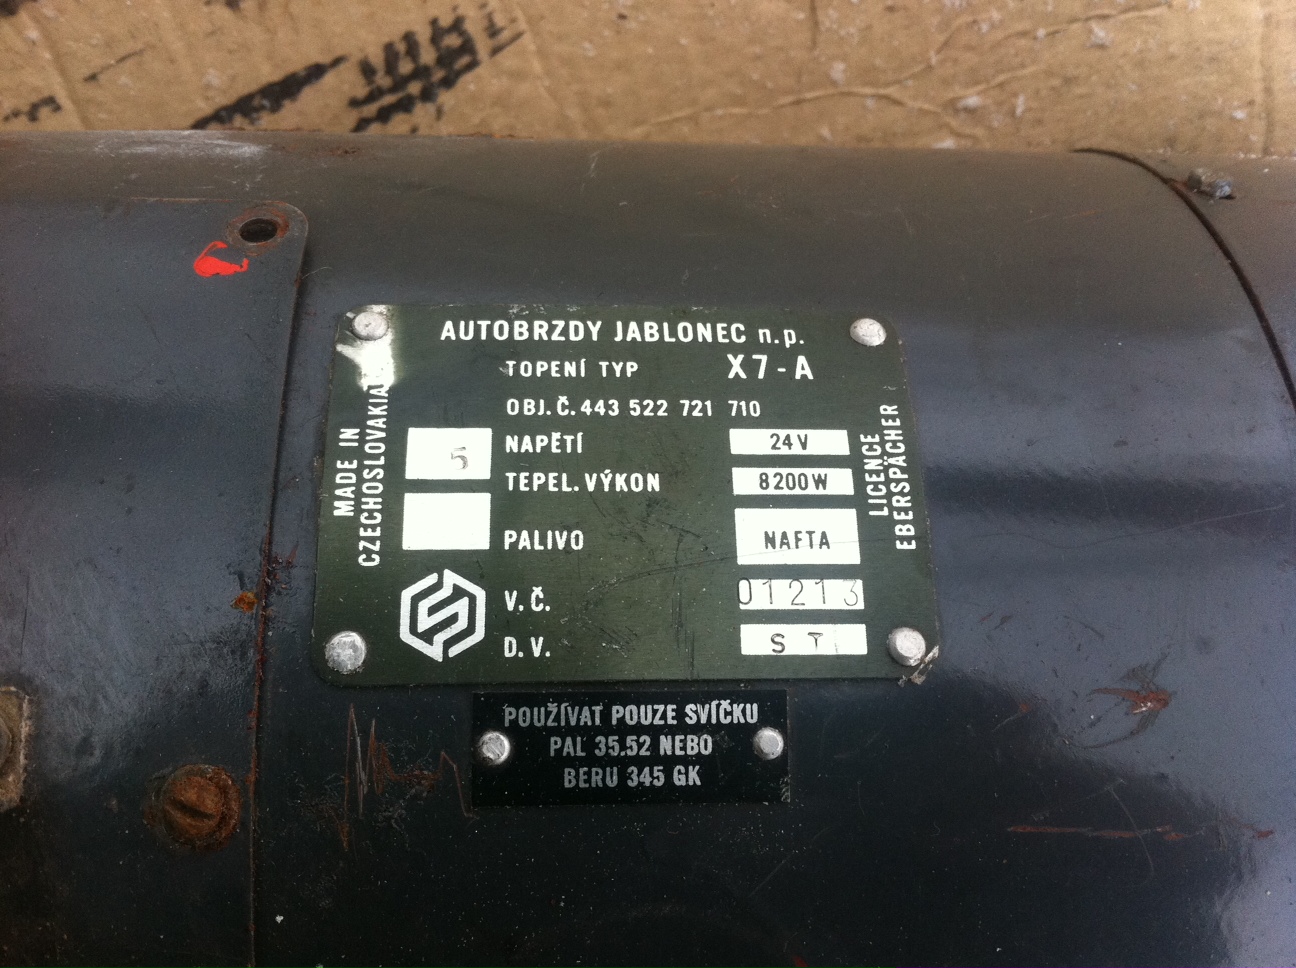 AUTOBRZDY JABLONEC n.p.
TOPENÍ TYP X7-A
OBJ.Č. 443 522 721 710
MADE IN
CZECHOSLOVAKIA
5
NAPĚTÍ 24V
TEPEL. VÝKON 8200W
PALIVO NAFTA
V.Č. 01213
D.V. S T
LICENCE
EBERSPÄCHER
POUŽÍVAT POUZE SVÍČKU
PAL 35.52 NEBO
BERU 345 GK